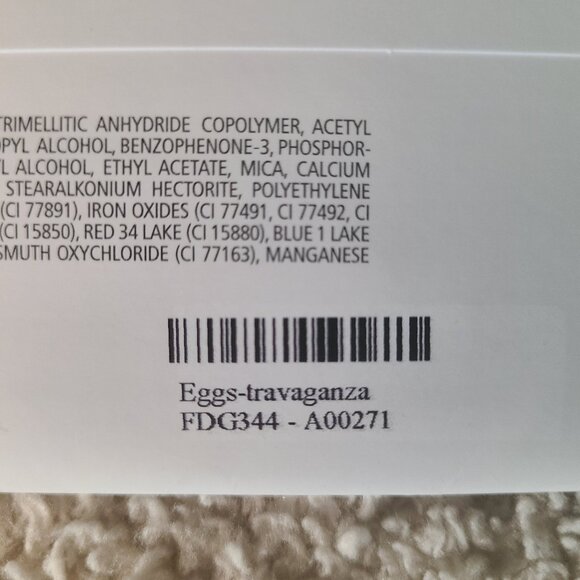 TRIMELLITIC ANHYDRIDE COPOLYMER, ACETYL
ALCOHOL, BENZOPHENONE-3, PHOSPHOR-
ALCOHOL, ETHYL ACETATE, MICA, CALCIUM
STEARALKONIUM HECTORITE, POLYETHYLENE
(CI 77891), IRON OXIDES (CI 77491, CI 77492, CI
(CI 15850), RED 34 LAKE (CI 15880), BLUE 1 LAKE
SMUTH OXYCHLORIDE (CI 77163), MANGANESE
Eggs-travaganza
FDG344 - A00271